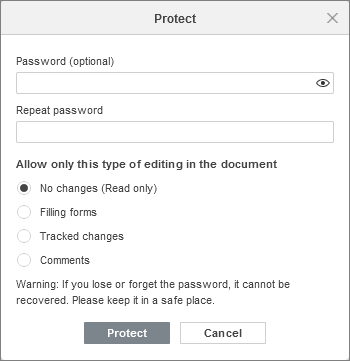 Protect
Password (optional)
Repeat password
Allow only this type of editing in the document
No changes (Read only)
Filling forms
Tracked changes
Comments
Warning: If you lose or forget the password, it cannot be
recovered. Please keep it in a safe place.
Protect Cancel